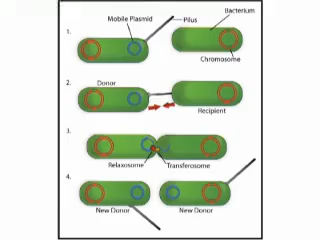 Bacterium
Mobile Plasmid
Pilus
1.
Chromosome
2.
Donor
Recipient
3.
Relaxosome
Transferosome
4.
New Donor
New Donor